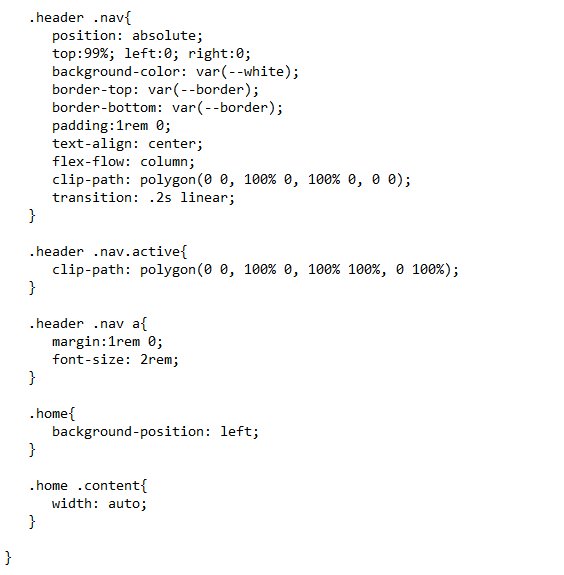 .header .nav{
position: absolute;
top:99%; left:0; right:0;
background-color: var(--white);
border-top: var(--border);
border-bottom: var(--border);
padding:1rem 0;
text-align: center;
flex-flow: column;
clip-path: polygon(0 0, 100% 0, 100% 0, 0 0);
transition: .2s linear;
}
.header .nav.active{
clip-path: polygon(0 0, 100% 0, 100% 100%, 0 100%);
}
.header .nav a{
margin:1rem 0;
font-size: 2rem;
}
.home{
background-position: left;
}
.home .content{
width: auto;
}
}